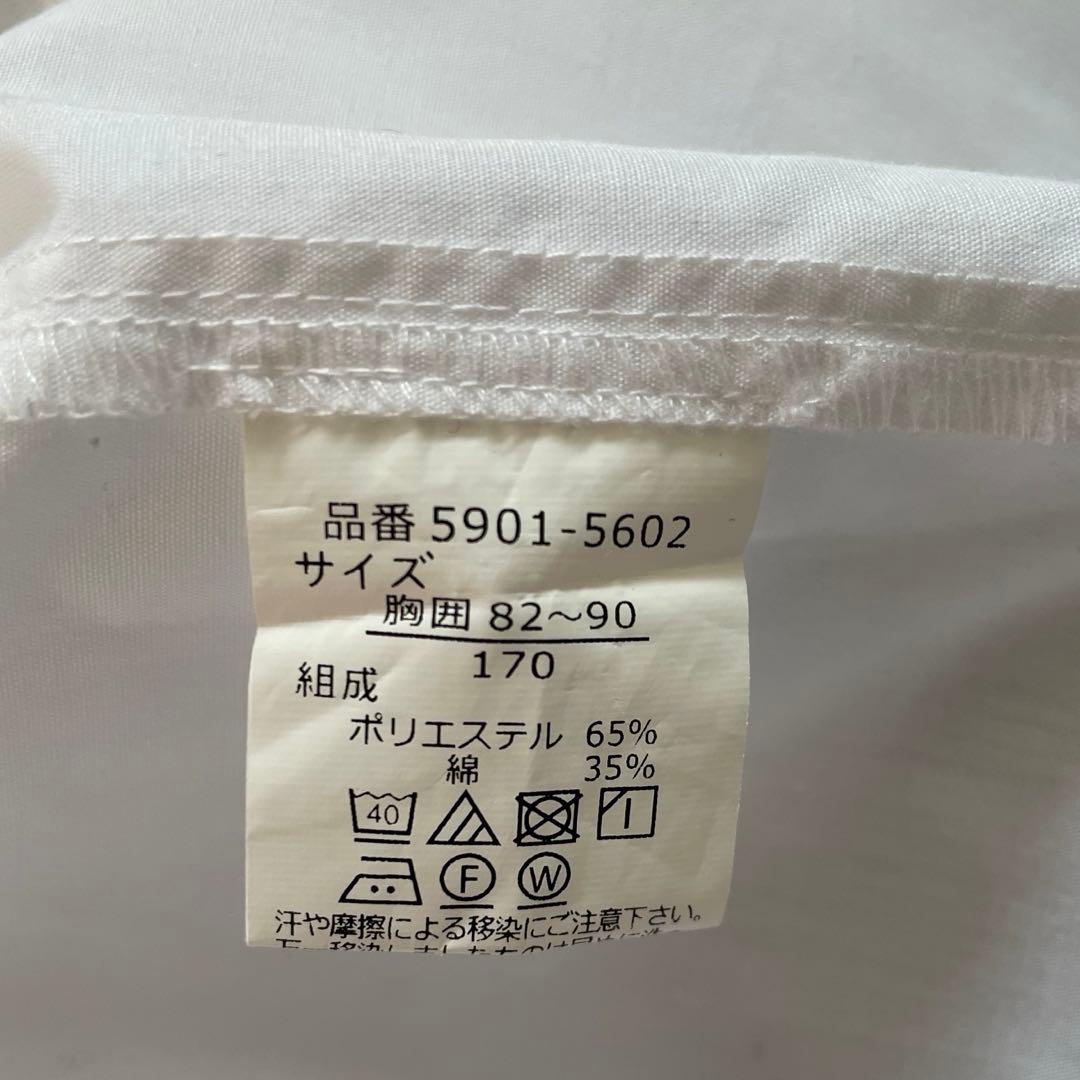 品番 5901-5602
サイズ
胸囲 82～90
170
組成
ポリエステル 65%
綿 35%
40
F W
汗や摩擦による移染にご注意下さい。